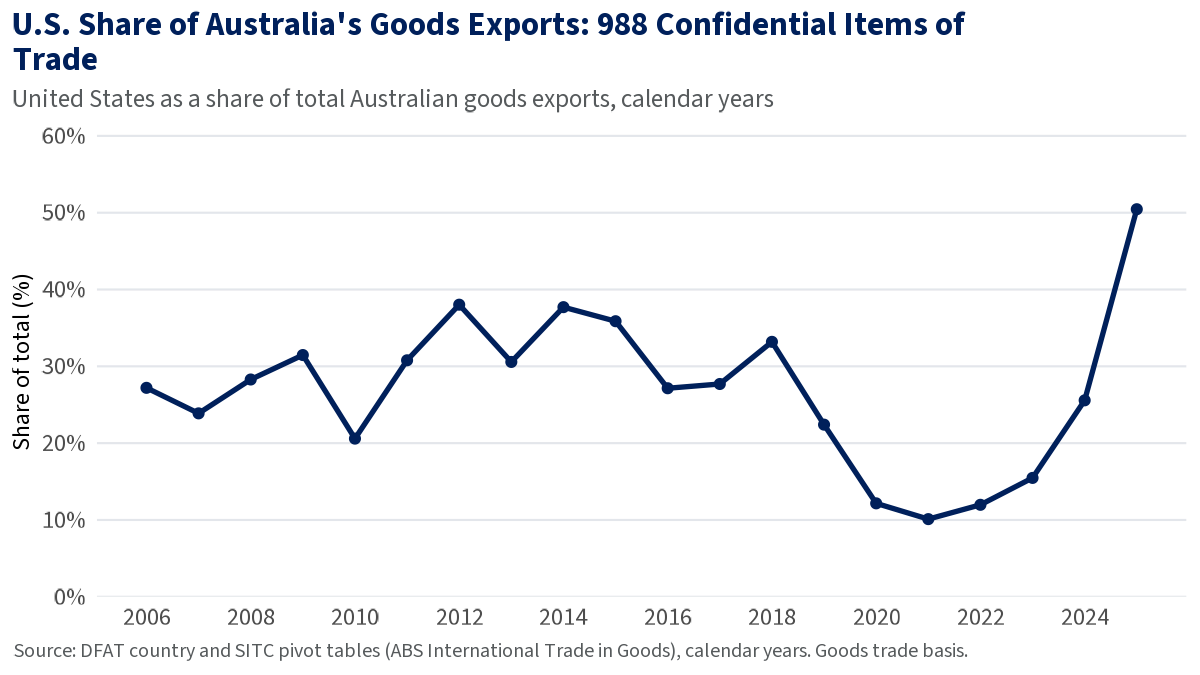 U.S. Share of Australia's Goods Exports: 988 Confidential Items of
Trade
United States as a share of total Australian goods exports, calendar years
60%
50%
40%
30%
20%
10%
0%
Share of total (%)
2006 2008 2010 2012 2014 2016 2018 2020 2022 2024
Source: DFAT country and SITC pivot tables (ABS International Trade in Goods), calendar years. Goods trade basis.